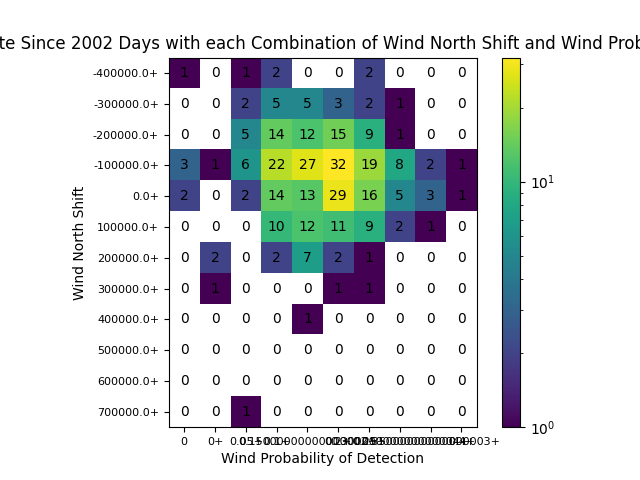 te Since 2002 Days with each Combination of Wind North Shift and Wind Prob
-400000.0+ 1 0 1 2 0 0 2 0 0 0
-300000.0+ 0 0 2 5 5 3 2 1 0 0
-200000.0+ 0 0 5 14 12 15 9 1 0 0
-100000.0+ 3 1 6 22 27 32 19 8 2 1
0.0+ 2 0 2 14 13 29 16 5 3 1
100000.0+ 0 0 0 10 12 11 9 2 1 0
200000.0+ 0 2 0 2 7 2 1 0 0 0
300000.0+ 0 1 0 0 0 1 1 0 0 0
400000.0+ 0 0 0 0 1 0 0 0 0 0
500000.0+ 0 0 0 0 0 0 0 0 0 0
600000.0+ 0 0 0 0 0 0 0 0 0 0
700000.0+ 0 0 1 0 0 0 0 0 0 0
0 0+
Wind Probability of Detection
Wind North Shift
10¹
10⁰